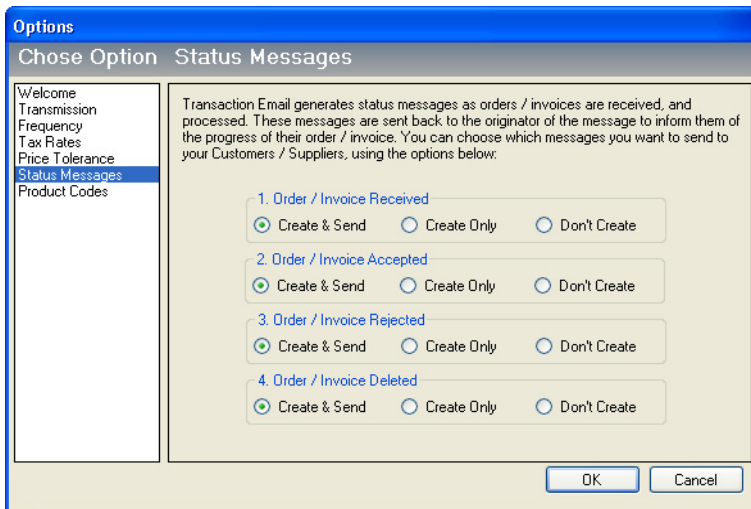 Options
Chose Option Status Messages
Welcome
Transmission
Frequency
Tax Rates
Price Tolerance
Status Messages
Product Codes
Transaction Email generates status messages as orders / invoices are received, and
processed. These messages are sent back to the originator of the message to inform them of
the progress of their order / invoice. You can choose which messages you want to send to
your Customers / Suppliers, using the options below:
1. Order / Invoice Received
Create & Send Create Only Don't Create
2. Order / Invoice Accepted
Create & Send Create Only Don't Create
3. Order / Invoice Rejected
Create & Send Create Only Don't Create
4. Order / Invoice Deleted
Create & Send Create Only Don't Create
OK Cancel